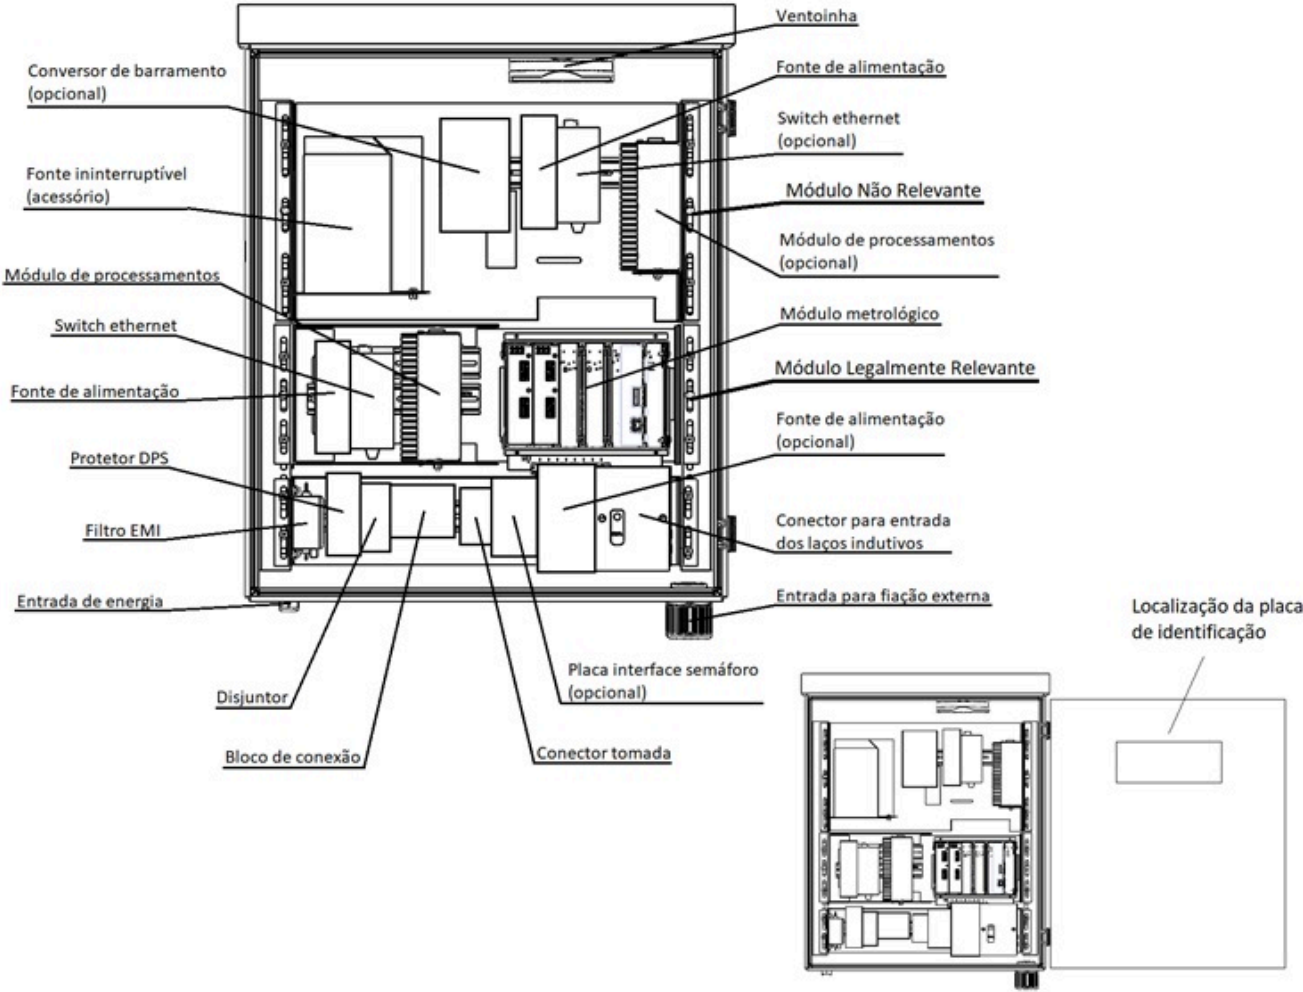 Ventoinha
Conversor de barramento
(opcional)
Fonte de alimentação
Switch ethernet
(opcional)
Fonte ininterruptível
(acessório)
Módulo Não Relevante
Módulo de processamentos
(opcional)
Módulo de processamentos
Módulo metrológico
Switch ethernet
Módulo Legalmente Relevante
Fonte de alimentação
Fonte de alimentação
(opcional)
Protetor DPS
Filtro EMI
Conector para entrada
dos laços indutivos
Entrada de energia
Entrada para fiação externa
Localização da placa
de identificação
Placa interface semáforo
(opcional)
Disjuntor
Bloco de conexão
Conector tomada